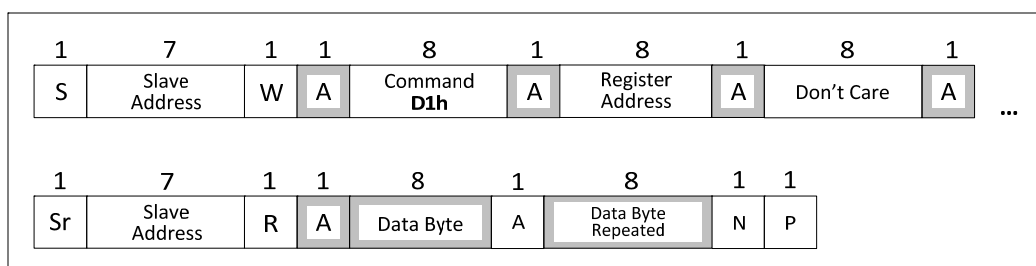 1 7 1 1 8 1 8 1 8 1
S Slave Address W A Command D1h A Register Address A Don't Care A ...
1 7 1 1 8 1 8 1 1
Sr Slave Address R A Data Byte A Data Byte Repeated N P